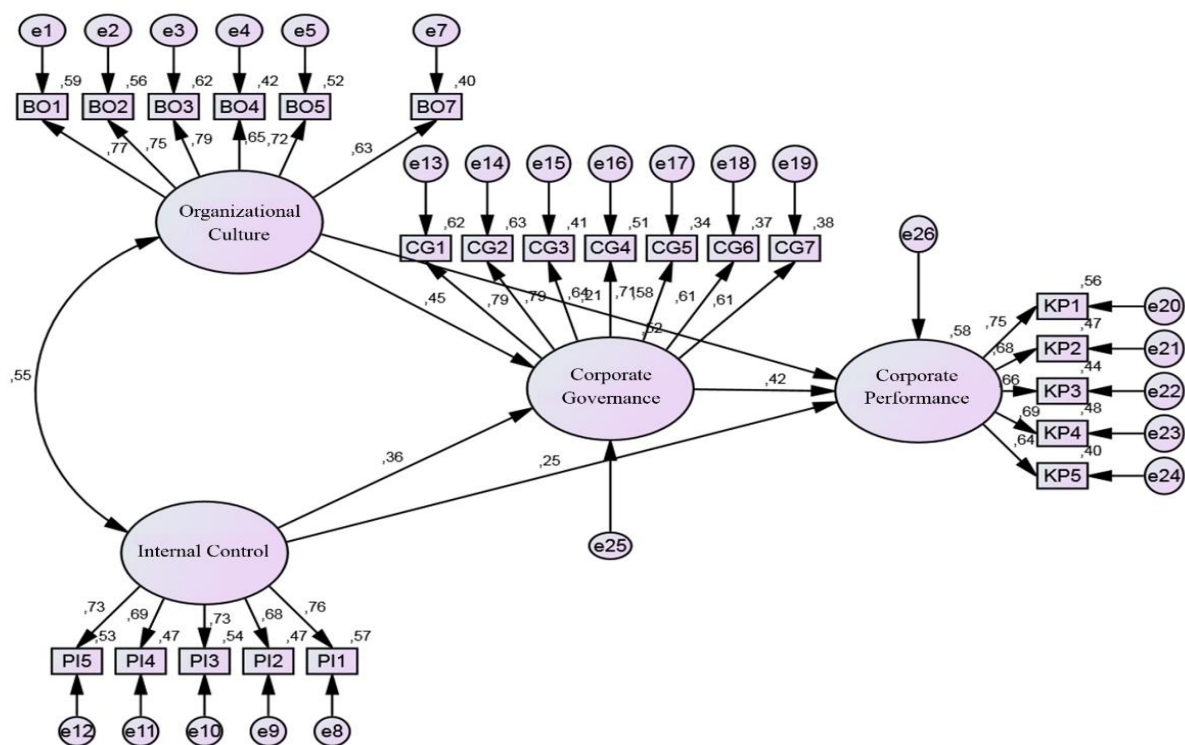 e1 e2 e3 e4 e5 e7
,59 ,56 ,62 ,42 ,52 ,40
BO1 BO2 BO3 BO4 BO5 BO7
,77 ,75 ,79 ,65 ,72 ,63
e13 e14 e15 e16 e17 e18 e19
Organizational
Culture
,62 ,63 ,41 ,51 ,34 ,37 ,38
CG1 CG2 CG3 CG4 CG5 CG6 CG7
e26
,45 ,79 ,79 ,64 ,21 ,71 ,58 ,61 ,61
,56
KP1 e20
,52
,58 ,75
,47
KP2 e21
,68
,55
Corporate
Governance
,42
Corporate
Performance
,44
66 KP3 e22
,48
,69 KP4 e23
,40
,64 KP5 e24
,36 ,25
Internal Control
e25
,73 ,69 ,73 ,68 ,76
,53 ,47 ,54 ,47 ,57
PI5 PI4 PI3 PI2 PI1
e12 e11 e10 e9 e8